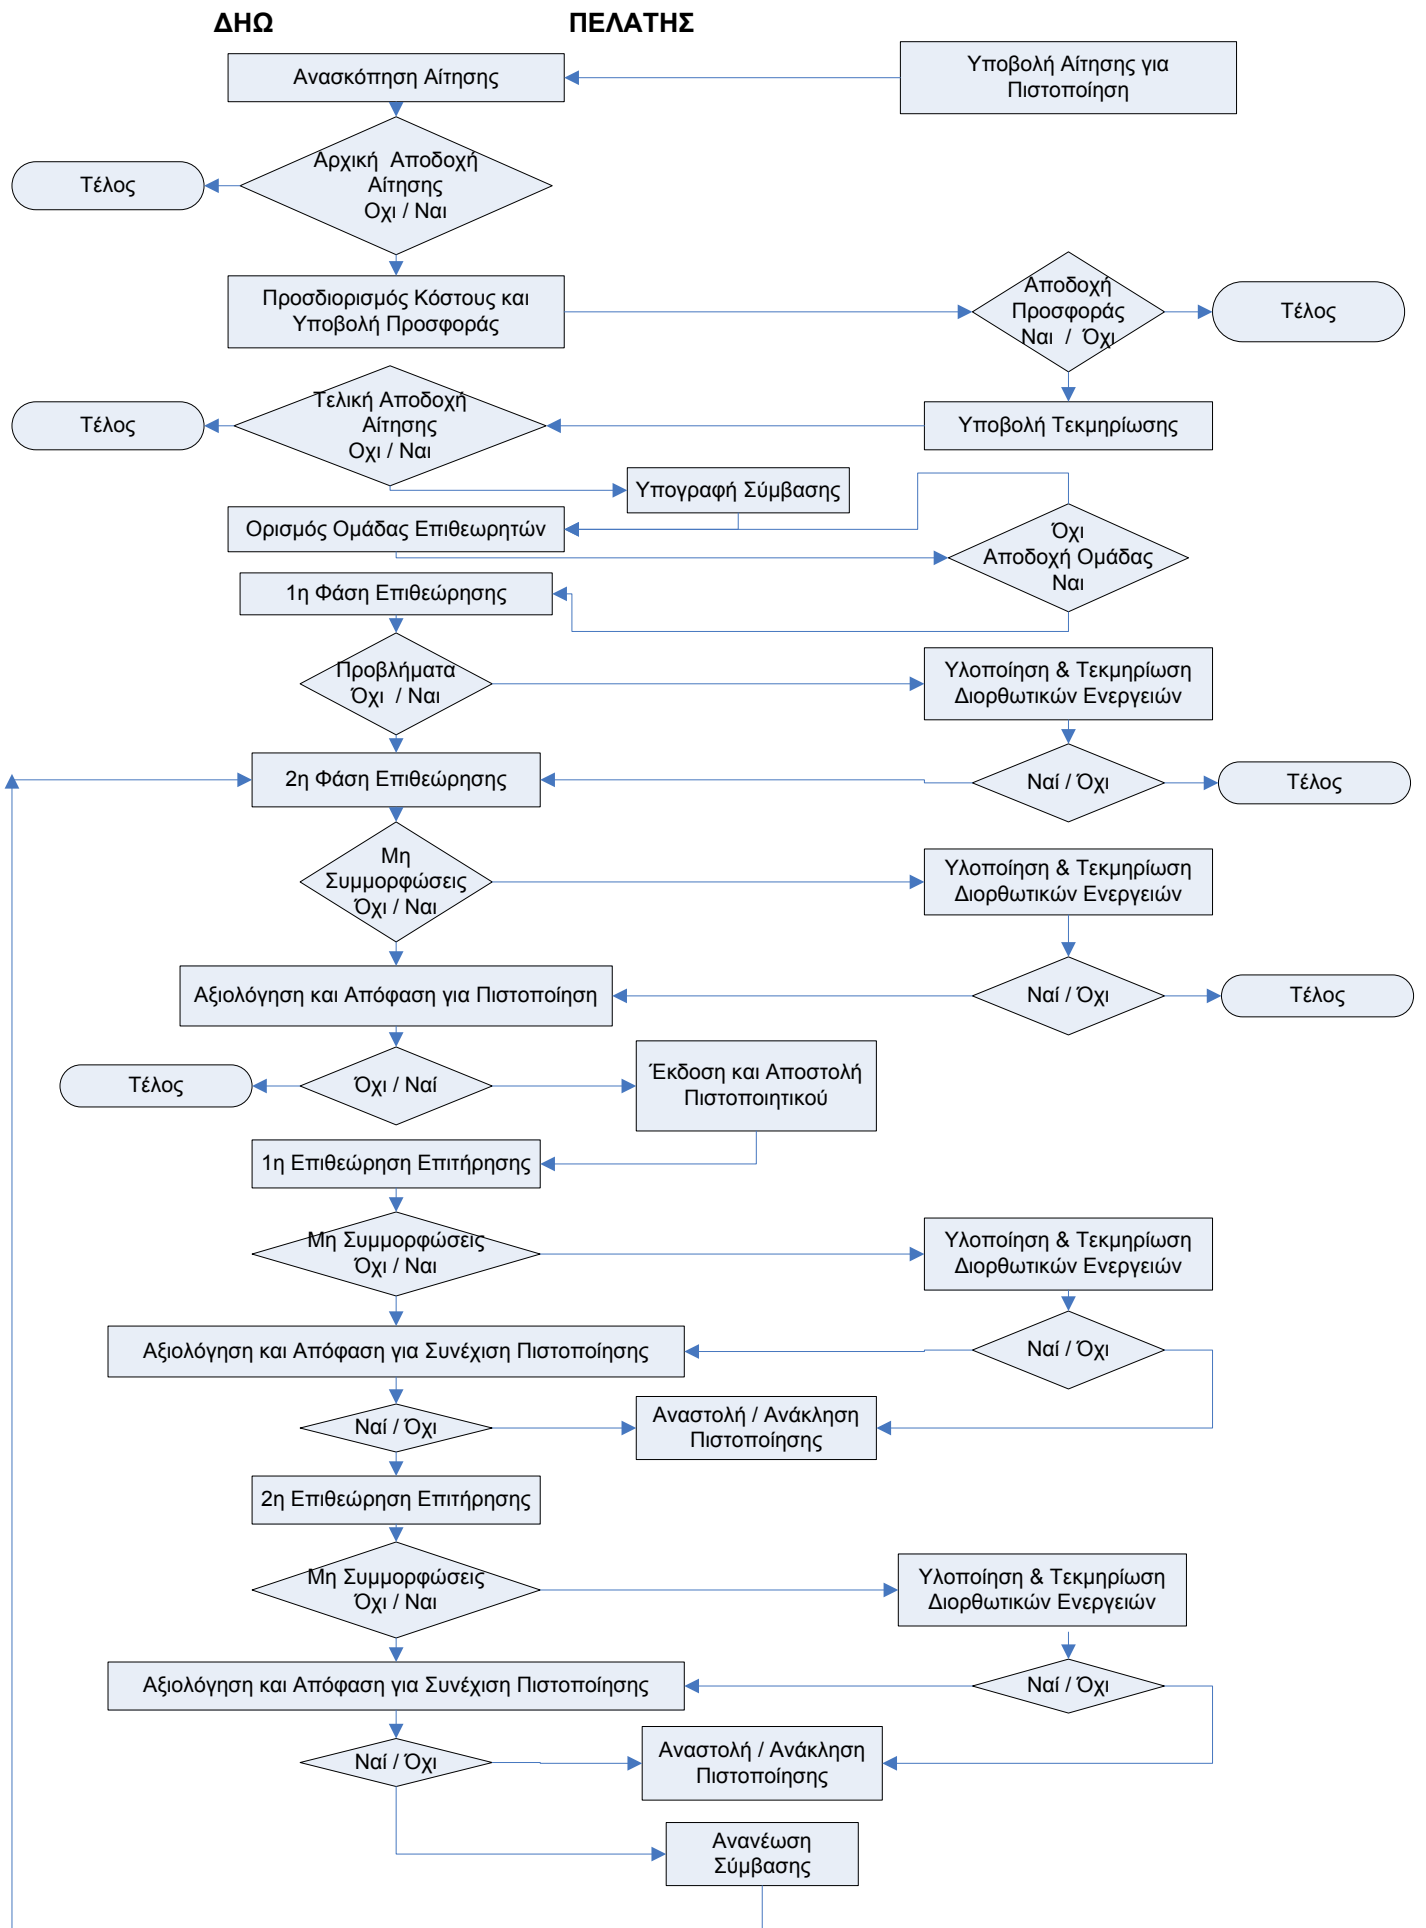 ΔΗΩ
ΠΕΛΑΤΗΣ
Ανασκόπηση Αίτησης
Υποβολή Αίτησης για
Πιστοποίηση
Αρχική Αποδοχή
Αίτησης
Οχι / Ναι
Τέλος
Προσδιορισμός Κόστους και
Υποβολή Προσφοράς
Αποδοχή
Προσφοράς
Ναι / Όχι
Τέλος
Τελική Αποδοχή
Αίτησης
Οχι / Ναι
Τέλος
Υποβολή Τεκμηρίωσης
Υπογραφή Σύμβασης
Ορισμός Ομάδας Επιθεωρητών
Όχι
Αποδοχή Ομάδας
Ναι
1η Φάση Επιθεώρησης
Προβλήματα
Όχι / Ναι
Υλοποίηση & Τεκμηρίωση
Διορθωτικών Ενεργειών
2η Φάση Επιθεώρησης
Ναί / Όχι
Τέλος
Μη
Συμμορφώσεις
Όχι / Ναι
Υλοποίηση & Τεκμηρίωση
Διορθωτικών Ενεργειών
Αξιολόγηση και Απόφαση για Πιστοποίηση
Ναί / Όχι
Τέλος
Τέλος
Όχι / Ναί
Έκδοση και Αποστολή
Πιστοποιητικού
1η Επιθεώρηση Επιτήρησης
Μη Συμμορφώσεις
Όχι / Ναι
Υλοποίηση & Τεκμηρίωση
Διορθωτικών Ενεργειών
Αξιολόγηση και Απόφαση για Συνέχιση Πιστοποίησης
Ναί / Όχι
Ναί / Όχι
Αναστολή / Ανάκληση
Πιστοποίησης
2η Επιθεώρηση Επιτήρησης
Μη Συμμορφώσεις
Όχι / Ναι
Υλοποίηση & Τεκμηρίωση
Διορθωτικών Ενεργειών
Αξιολόγηση και Απόφαση για Συνέχιση Πιστοποίησης
Ναί / Όχι
Ναί / Όχι
Αναστολή / Ανάκληση
Πιστοποίησης
Ανανέωση
Σύμβασης